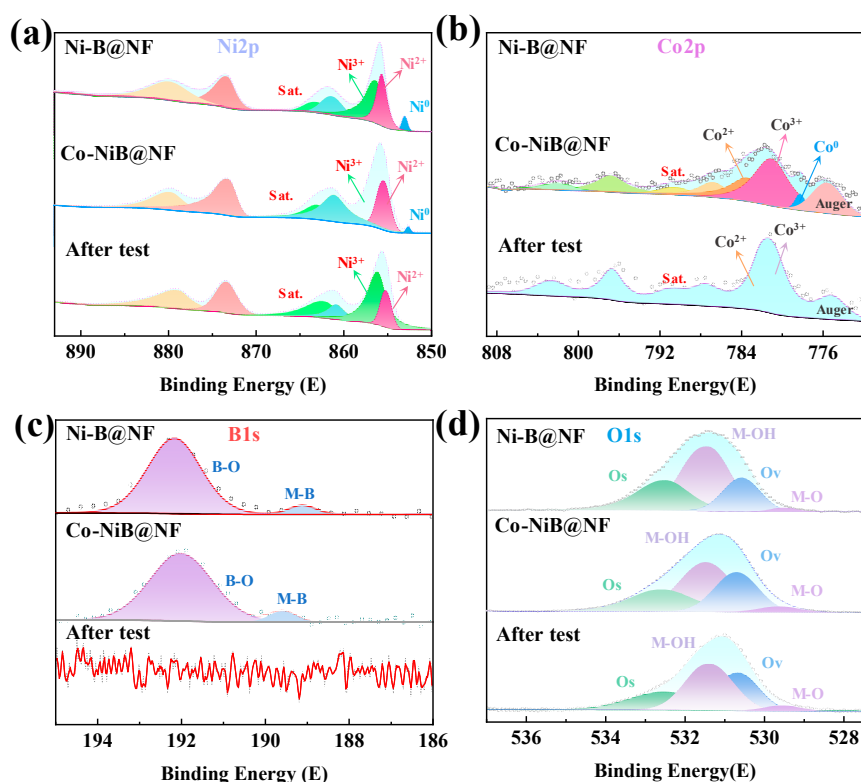 (a)
Ni-B@NF
Ni2p
Ni³⁺
Ni²⁺
Sat.
Ni⁰
Co-NiB@NF
Ni³⁺
Ni²⁺
Sat.
Ni⁰
After test
Ni³⁺
Ni²⁺
Sat.
890 880 870 860 850
Binding Energy (E)
(b)
Ni-B@NF
Co2p
Co-NiB@NF
Co³⁺
Co²⁺
Co⁰
Sat.
Auger
After test
Co²⁺
Co³⁺
Sat.
Auger
808 800 792 784 776
Binding Energy(E)
(c)
Ni-B@NF
B1s
B-O
M-B
Co-NiB@NF
B-O
M-B
After test
194 192 190 189 188 186
Binding Energy (E)
(d)
Ni-B@NF
O1s
M-OH
Os
Ov
M-O
Co-NiB@NF
M-OH
Ov
Os
M-O
After test
M-OH
Ov
Os
M-O
536 534 532 530 528
Binding Energy(E)